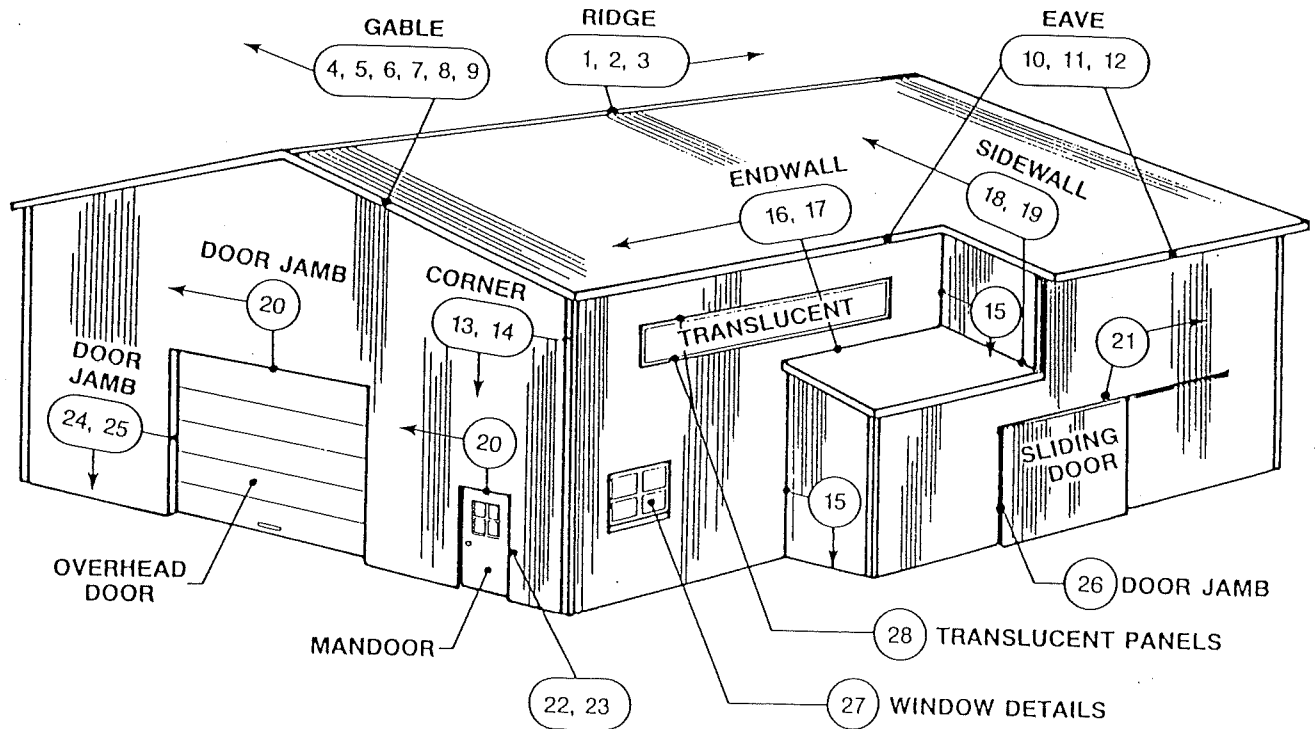 GABLE
4, 5, 6, 7, 8, 9
RIDGE
1, 2, 3
EAVE
10, 11, 12
ENDWALL
16, 17
SIDEWALL
18, 19
DOOR JAMB
20
CORNER
13, 14
TRANSLUCENT
15
21
DOOR
JAMB
24, 25
20
SLIDING
DOOR
15
OVERHEAD
DOOR
26 DOOR JAMB
MANDOOR
28 TRANSLUCENT PANELS
22, 23
27 WINDOW DETAILS